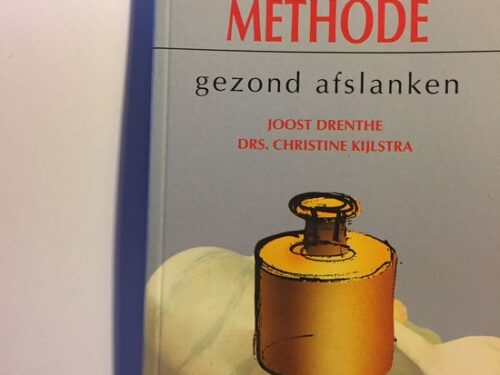 METHODE
gezond afslanken
JOOST DRENTHE
DRS. CHRISTINE KIJLSTRA